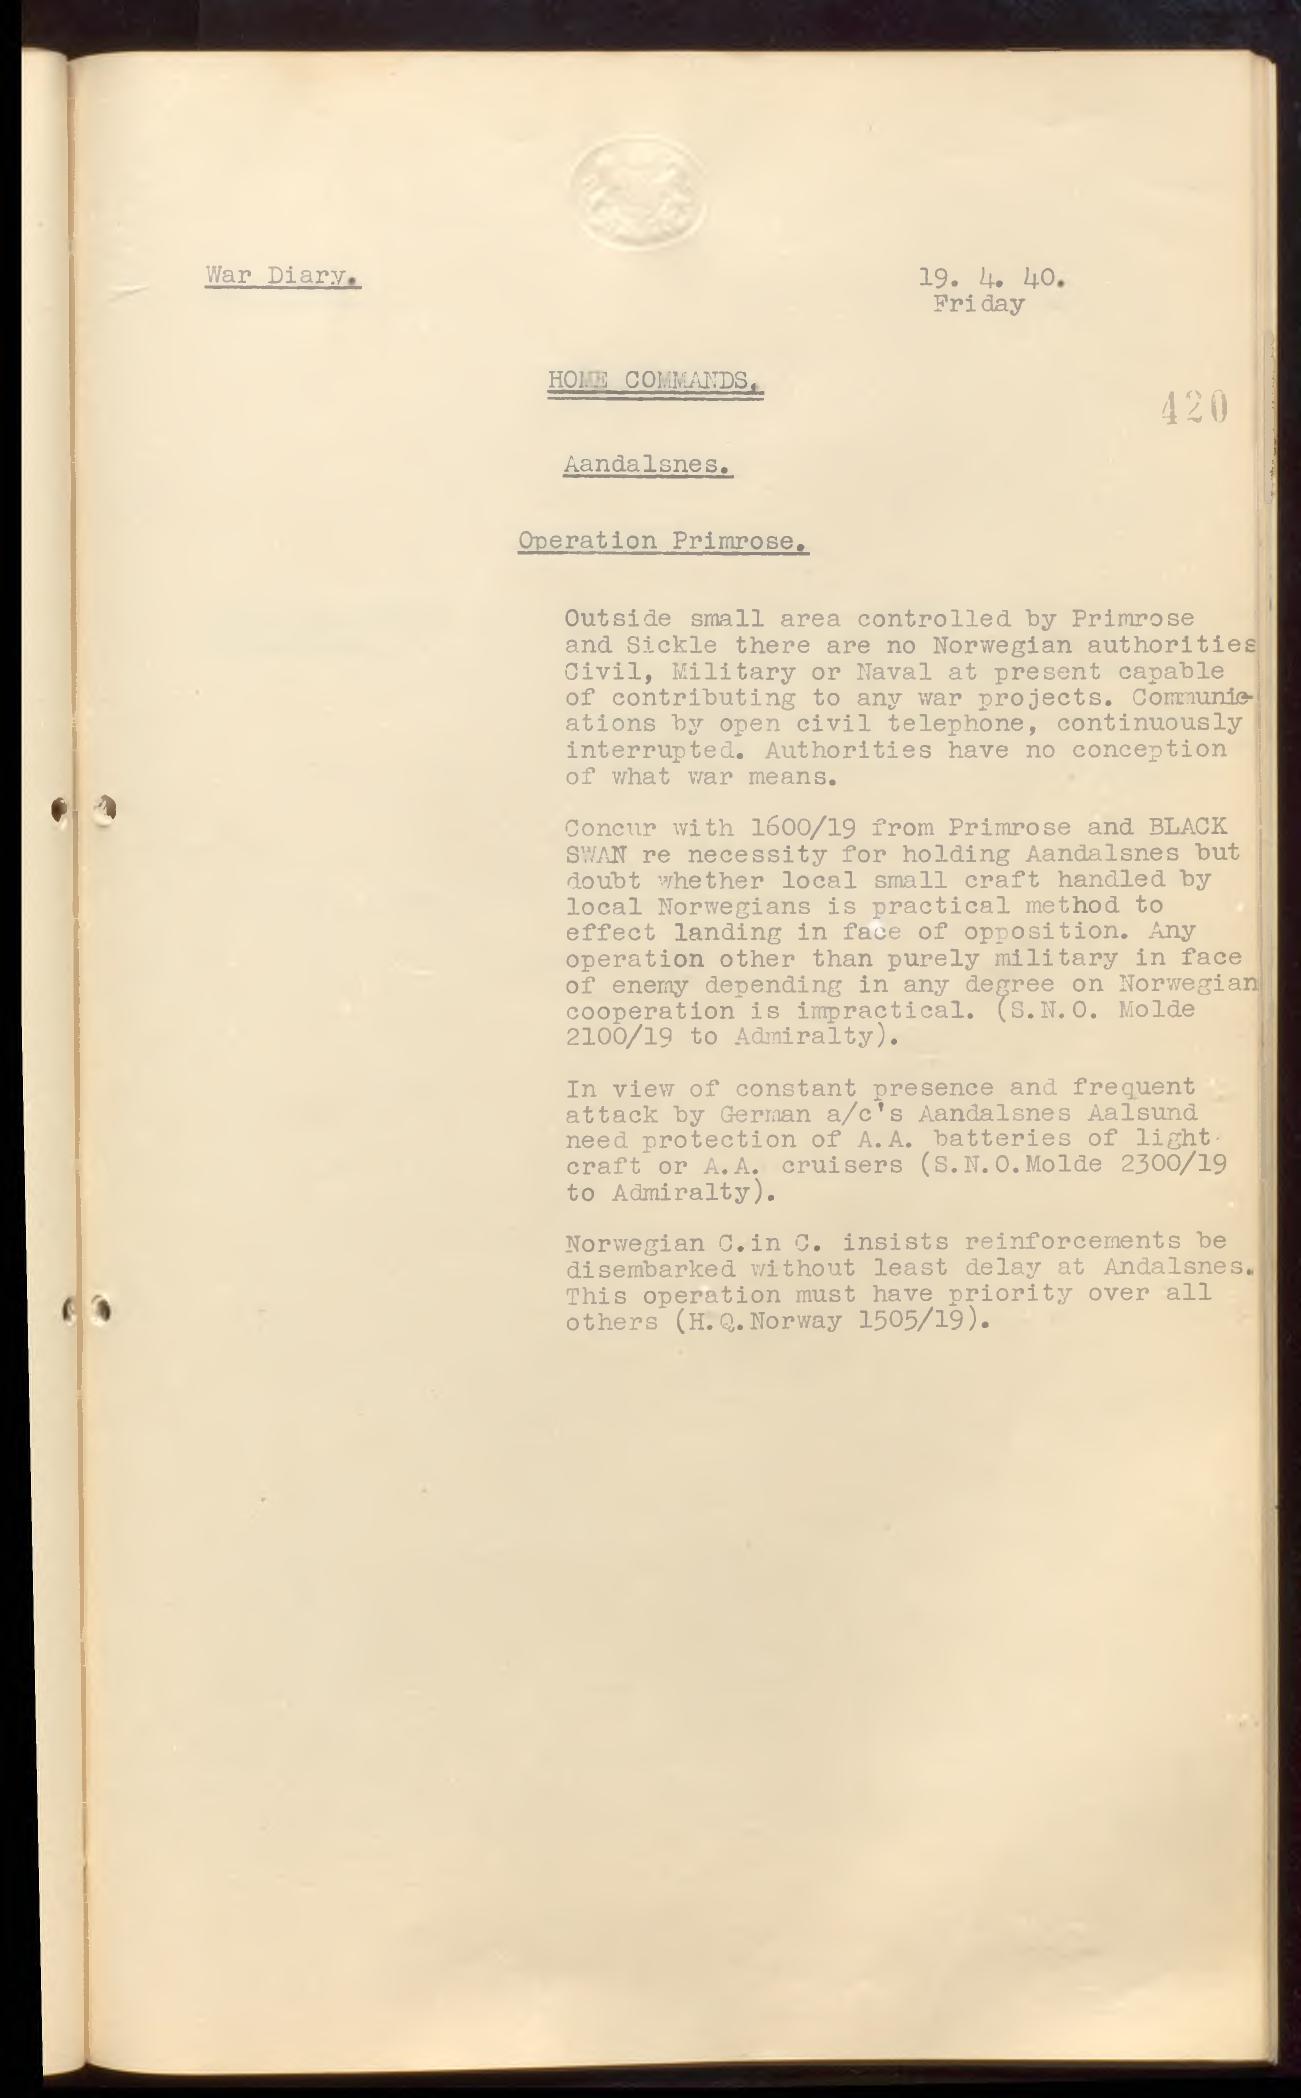 War Diary.
19. 4. 40.
Friday
HOME COMMANDS.
420
Aandalsnes.
Operation Primrose.
Outside small area controlled by Primrose
and Sickle there are no Norwegian authorities
Civil, Military or Naval at present capable
of contributing to any war projects. Communic-
ations by open civil telephone, continuously
interrupted. Authorities have no conception
of what war means.
Concur with 1600/19 from Primrose and BLACK
SWAN re necessity for holding Aandalsnes but
doubt whether local small craft handled by
local Norwegians is practical method to
effect landing in face of opposition. Any
operation other than purely military in face
of enemy depending in any degree on Norwegian
cooperation is impractical. (S.N.O. Molde
2100/19 to Admiralty).
In view of constant presence and frequent
attack by German a/c's Aandalsnes Aalsund
need protection of A.A. batteries of light
craft or A.A. cruisers (S.N.O.Molde 2300/19
to Admiralty).
Norwegian C.in C. insists reinforcements be
disembarked without least delay at Andalsnes.
This operation must have priority over all
others (H.Q.Norway 1505/19).